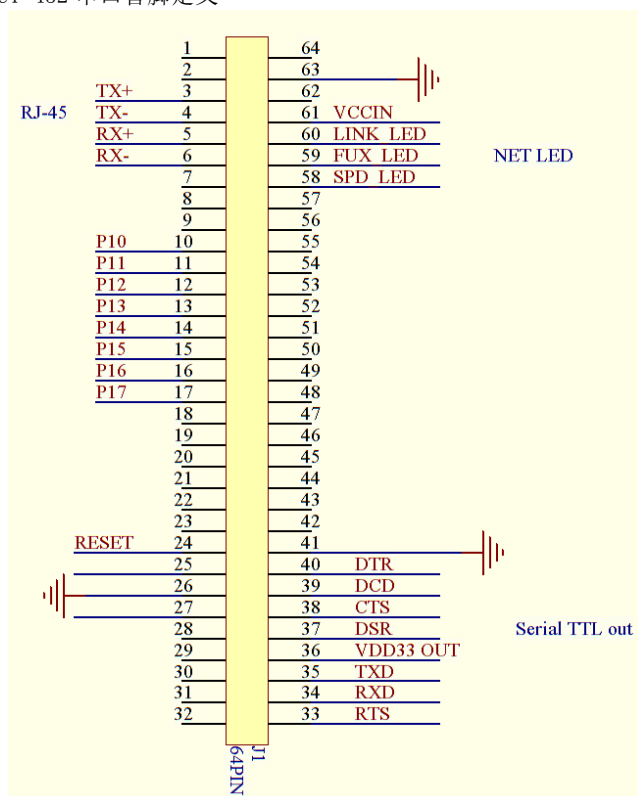 1 64
2 63
TX+ 3 62
RJ-45 TX- 4 61 VCCIN
RX+ 5 60 LINK_LED
RX- 6 59 FUX_LED NET LED
7 58 SPD_LED
8 57
9 56
P10 10 55
P11 11 54
P12 12 53
P13 13 52
P14 14 51
P15 15 50
P16 16 49
P17 17 48
18 47
19 46
20 45
21 44
22 43
23 42
RESET 24 41
25 40 DTR
26 39 DCD
27 38 CTS
28 37 DSR Serial TTL out
29 36 VDD33 OUT
30 35 TXD
31 34 RXD
32 33 RTS
J1
64PIN